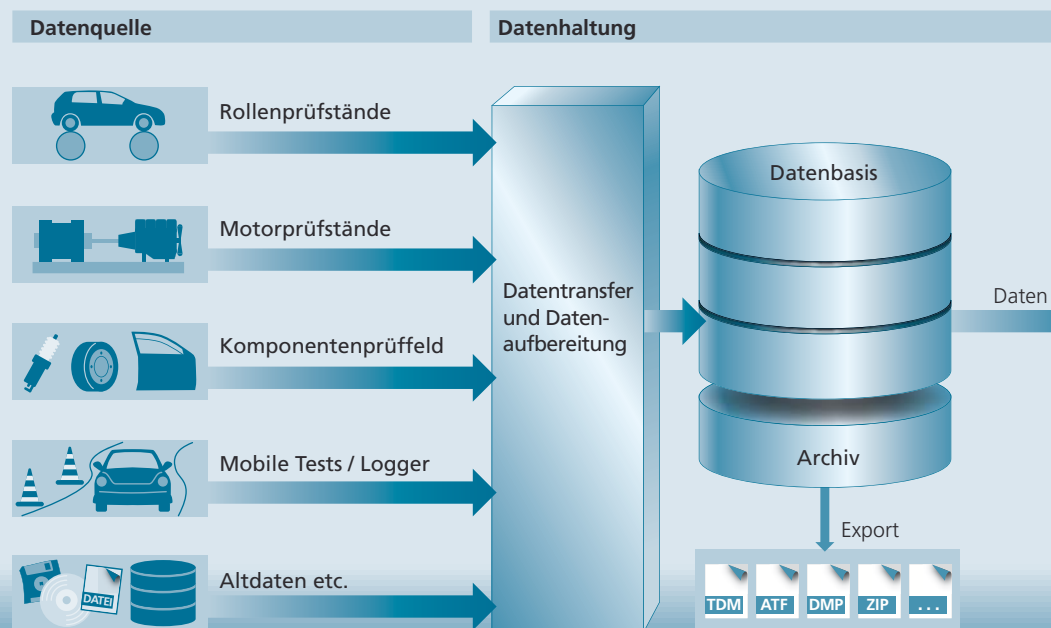 Datenquelle
Datenhaltung
Rollenprüfstände
Motorprüfstände
Komponentenprüffeld
Mobile Tests / Logger
Altdaten etc.
DATEI
Datentransfer
und Daten-
aufbereitung
Datenbasis
Archiv
Daten
Export
TDM
ATF
DMP
ZIP
...